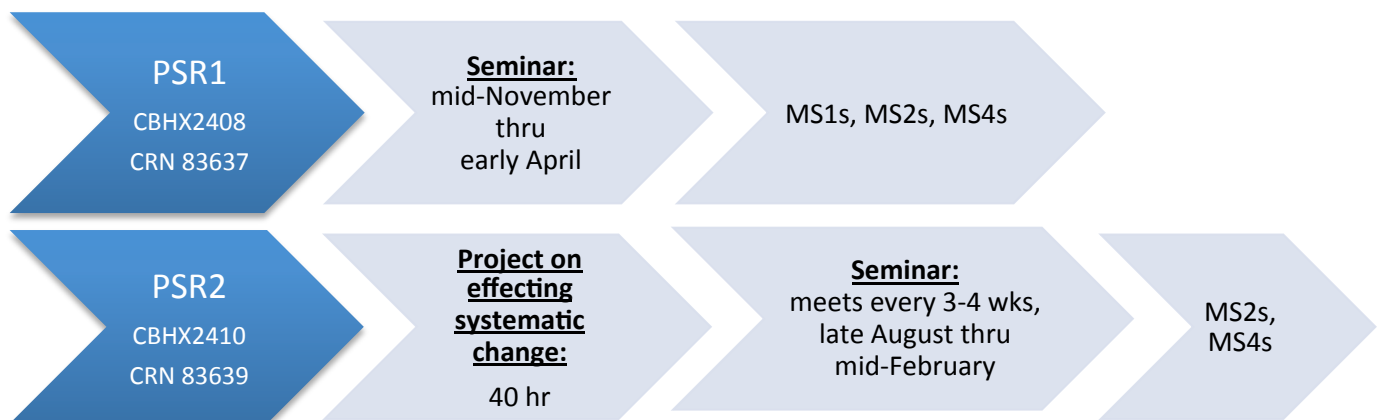 PSR1
CBHX2408
CRN 83637
Seminar:
mid-November
thru
early April
MS1s, MS2s, MS4s
PSR2
CBHX2410
CRN 83639
Project on
effecting
systematic
change:
40 hr
Seminar:
meets every 3-4 wks,
late August thru
mid-February
MS2s,
MS4s